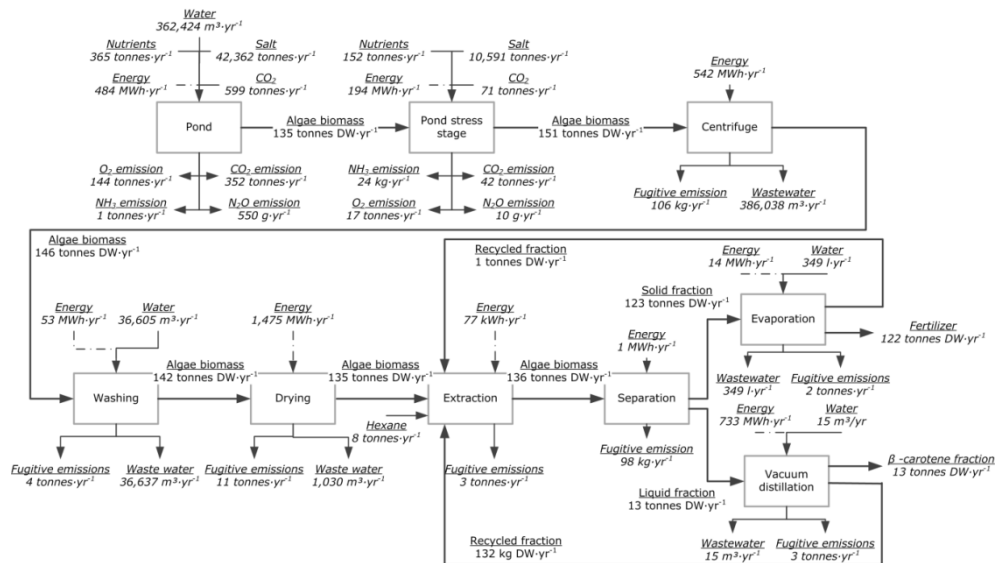 Water
362,424 m³·yr⁻¹
Nutrients
365 tonnes·yr⁻¹
Salt
42,362 tonnes·yr⁻¹
Energy
484 MWh·yr⁻¹
CO₂
599 tonnes·yr⁻¹
Pond
O₂ emission
144 tonnes·yr⁻¹
CO₂ emission
352 tonnes·yr⁻¹
NH₃ emission
1 tonnes·yr⁻¹
N₂O emission
550 g·yr⁻¹
Algae biomass
135 tonnes DW·yr⁻¹
Nutrients
152 tonnes·yr⁻¹
Salt
10,591 tonnes·yr⁻¹
Energy
194 MWh·yr⁻¹
CO₂
71 tonnes·yr⁻¹
Pond stress
stage
NH₃ emission
24 kg·yr⁻¹
CO₂ emission
42 tonnes·yr⁻¹
O₂ emission
17 tonnes·yr⁻¹
N₂O emission
10 g·yr⁻¹
Algae biomass
151 tonnes DW·yr⁻¹
Energy
542 MWh·yr⁻¹
Centrifuge
Fugitive emission
106 kg·yr⁻¹
Wastewater
386,038 m³·yr⁻¹
Algae biomass
146 tonnes DW·yr⁻¹
Energy
53 MWh·yr⁻¹
Water
36,605 m³·yr⁻¹
Washing
Fugitive emissions
4 tonnes·yr⁻¹
Waste water
36,637 m³·yr⁻¹
Algae biomass
142 tonnes DW·yr⁻¹
Energy
1,475 MWh·yr⁻¹
Drying
Fugitive emissions
11 tonnes·yr⁻¹
Waste water
1,030 m³·yr⁻¹
Algae biomass
135 tonnes DW·yr⁻¹
Recycled fraction
1 tonnes DW·yr⁻¹
Energy
77 kWh·yr⁻¹
Extraction
Hexane
8 tonnes·yr⁻¹
Fugitive emissions
3 tonnes·yr⁻¹
Algae biomass
136 tonnes DW·yr⁻¹
Energy
1 MWh·yr⁻¹
Separation
Fugitive emission
98 kg·yr⁻¹
Solid fraction
123 tonnes DW·yr⁻¹
Energy
14 MWh·yr⁻¹
Water
349 l·yr⁻¹
Evaporation
Fertilizer
122 tonnes DW·yr⁻¹
Wastewater
349 l·yr⁻¹
Fugitive emissions
2 tonnes·yr⁻¹
Energy
733 MWh·yr⁻¹
Water
15 m³/yr
Liquid fraction
13 tonnes DW·yr⁻¹
Vacuum
distillation
β -carotene fraction
13 tonnes DW·yr⁻¹
Wastewater
15 m³·yr⁻¹
Fugitive emissions
3 tonnes·yr⁻¹
Recycled fraction
132 kg DW·yr⁻¹